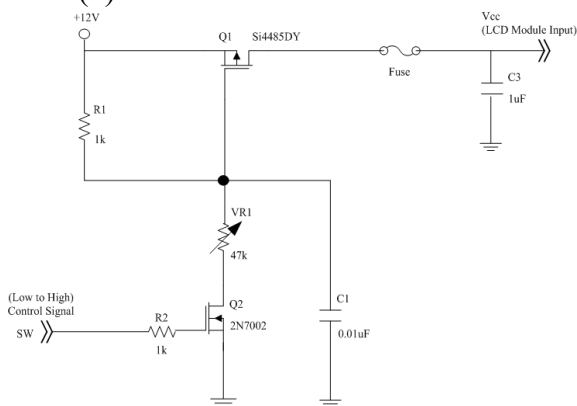 +12V
Q1
Si4485DY
Vcc
(LCD Module Input)
Fuse
C3
1uF
R1
1k
VR1
47k
(Low to High)
Control Signal
SW
R2
1k
Q2
2N7002
C1
0.01uF